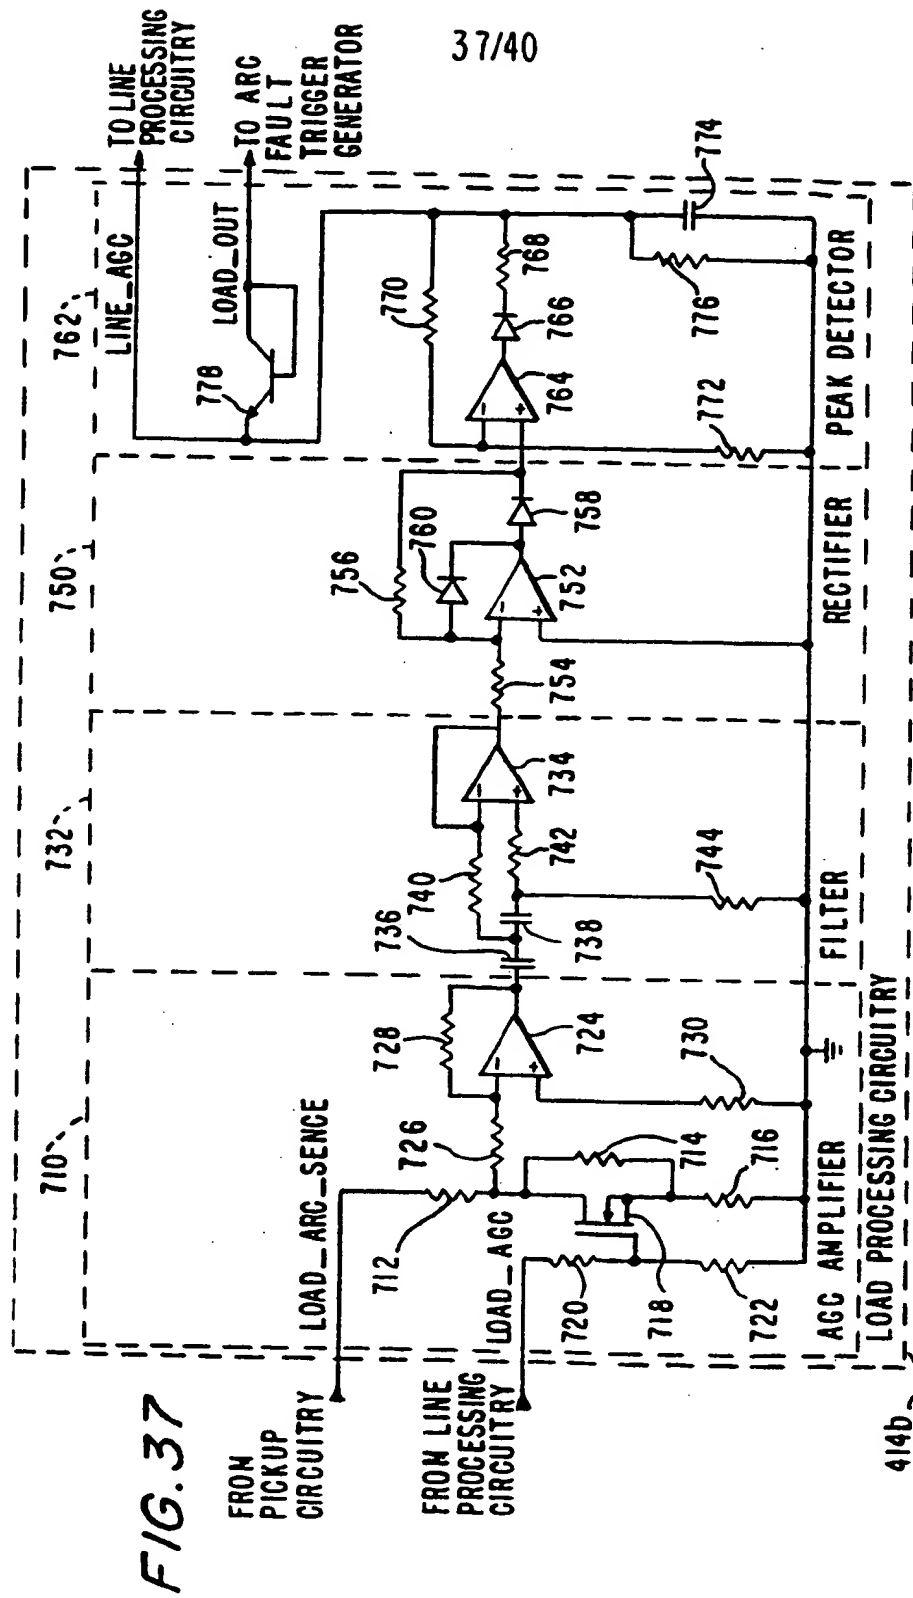 37/40
FIG. 37
FROM
PICKUP
CIRCUITRY
FROM LINE
PROCESSING
CIRCUITRY
414b
710
LOAD_ARC_SENCE
712
LOAD_AGC
720
718
722
726
728
724
714
716
730
AGC AMPLIFIER
LOAD PROCESSING CIRCUITRY
732
736
740
738
742
734
744
FILTER
750
754
756
760
752
758
RECTIFIER
762
LINE_AGC
778
LOAD_OUT
770
764
766
768
772
776
774
PEAK DETECTOR
TO LINE
PROCESSING
CIRCUITRY
TO ARC
FAULT
TRIGGER
GENERATOR